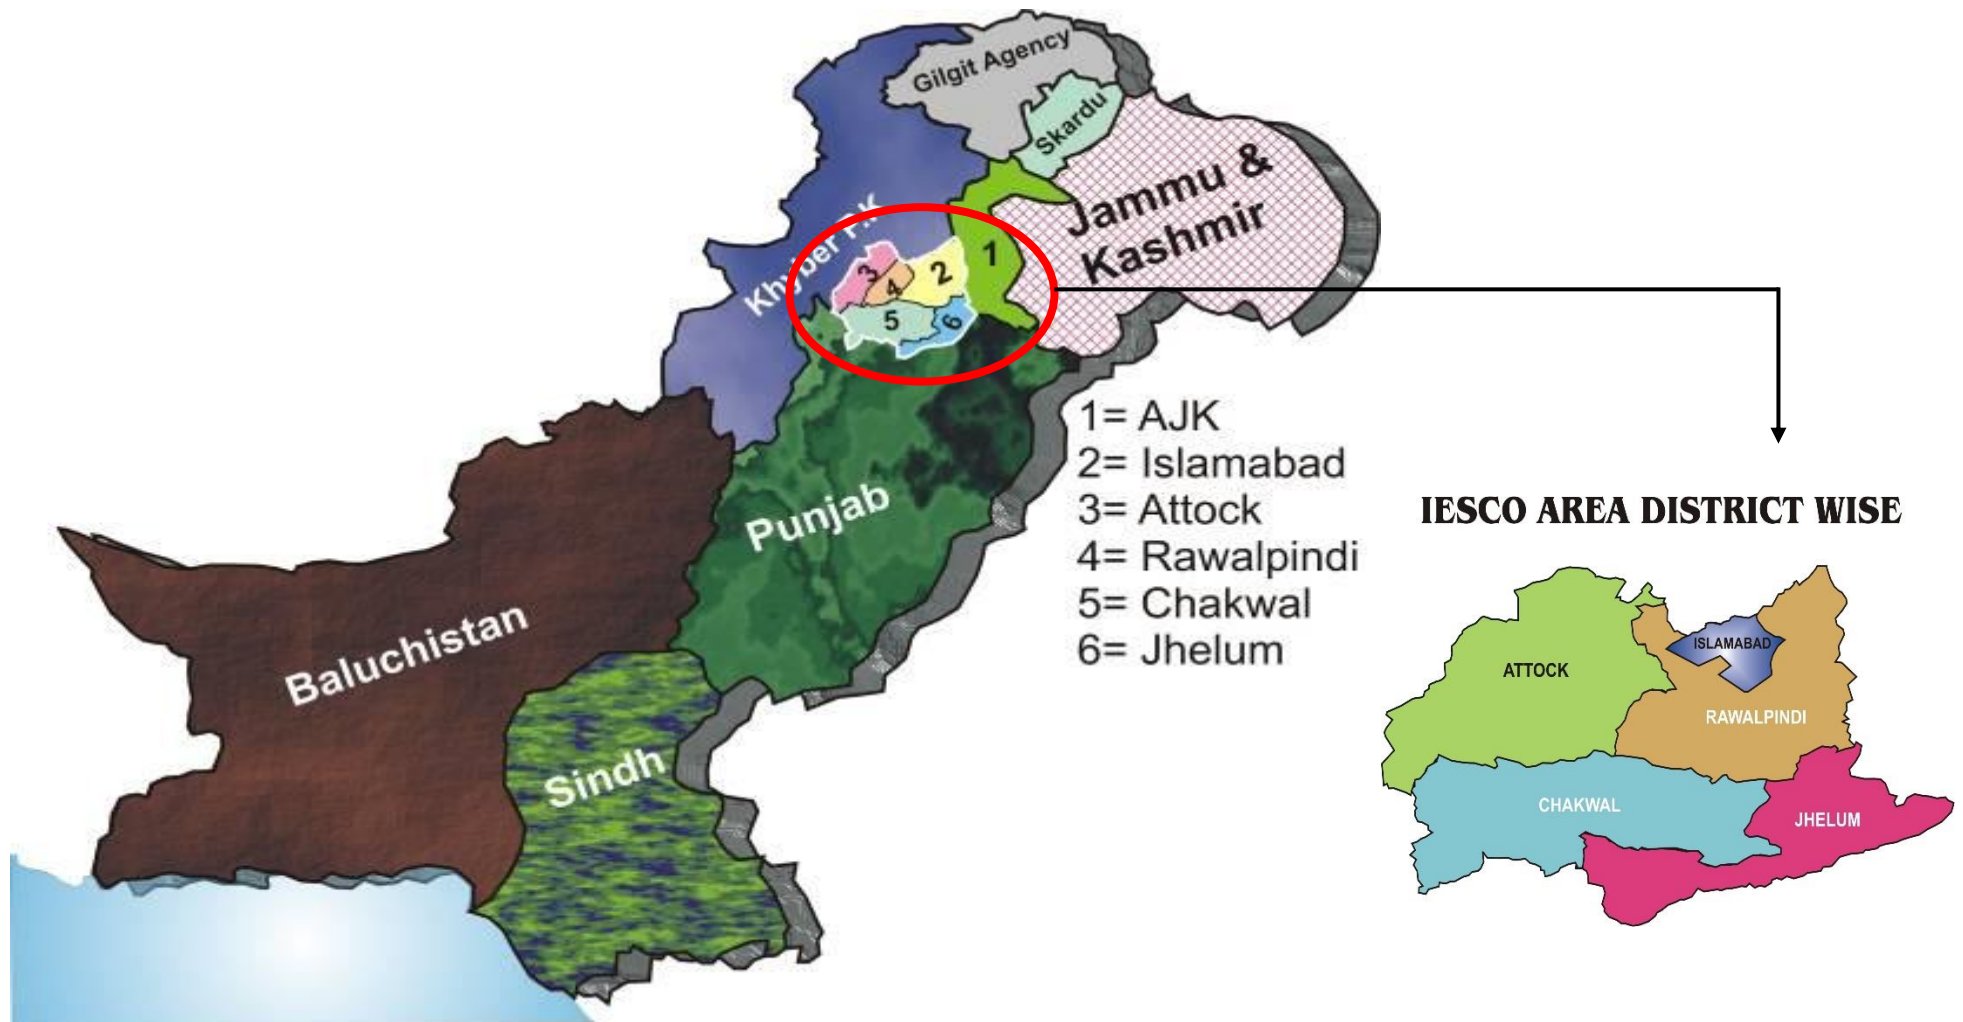 Gilgit Agency
Skardu
Jammu &
Kashmir
Khyber P.K
1
2
3
4
5
6
Punjab
Baluchistan
Sindh
1= AJK
2= Islamabad
3= Attock
4= Rawalpindi
5= Chakwal
6= Jhelum
IESCO AREA DISTRICT WISE
ISLAMABAD
ATTOCK
RAWALPINDI
CHAKWAL
JHELUM